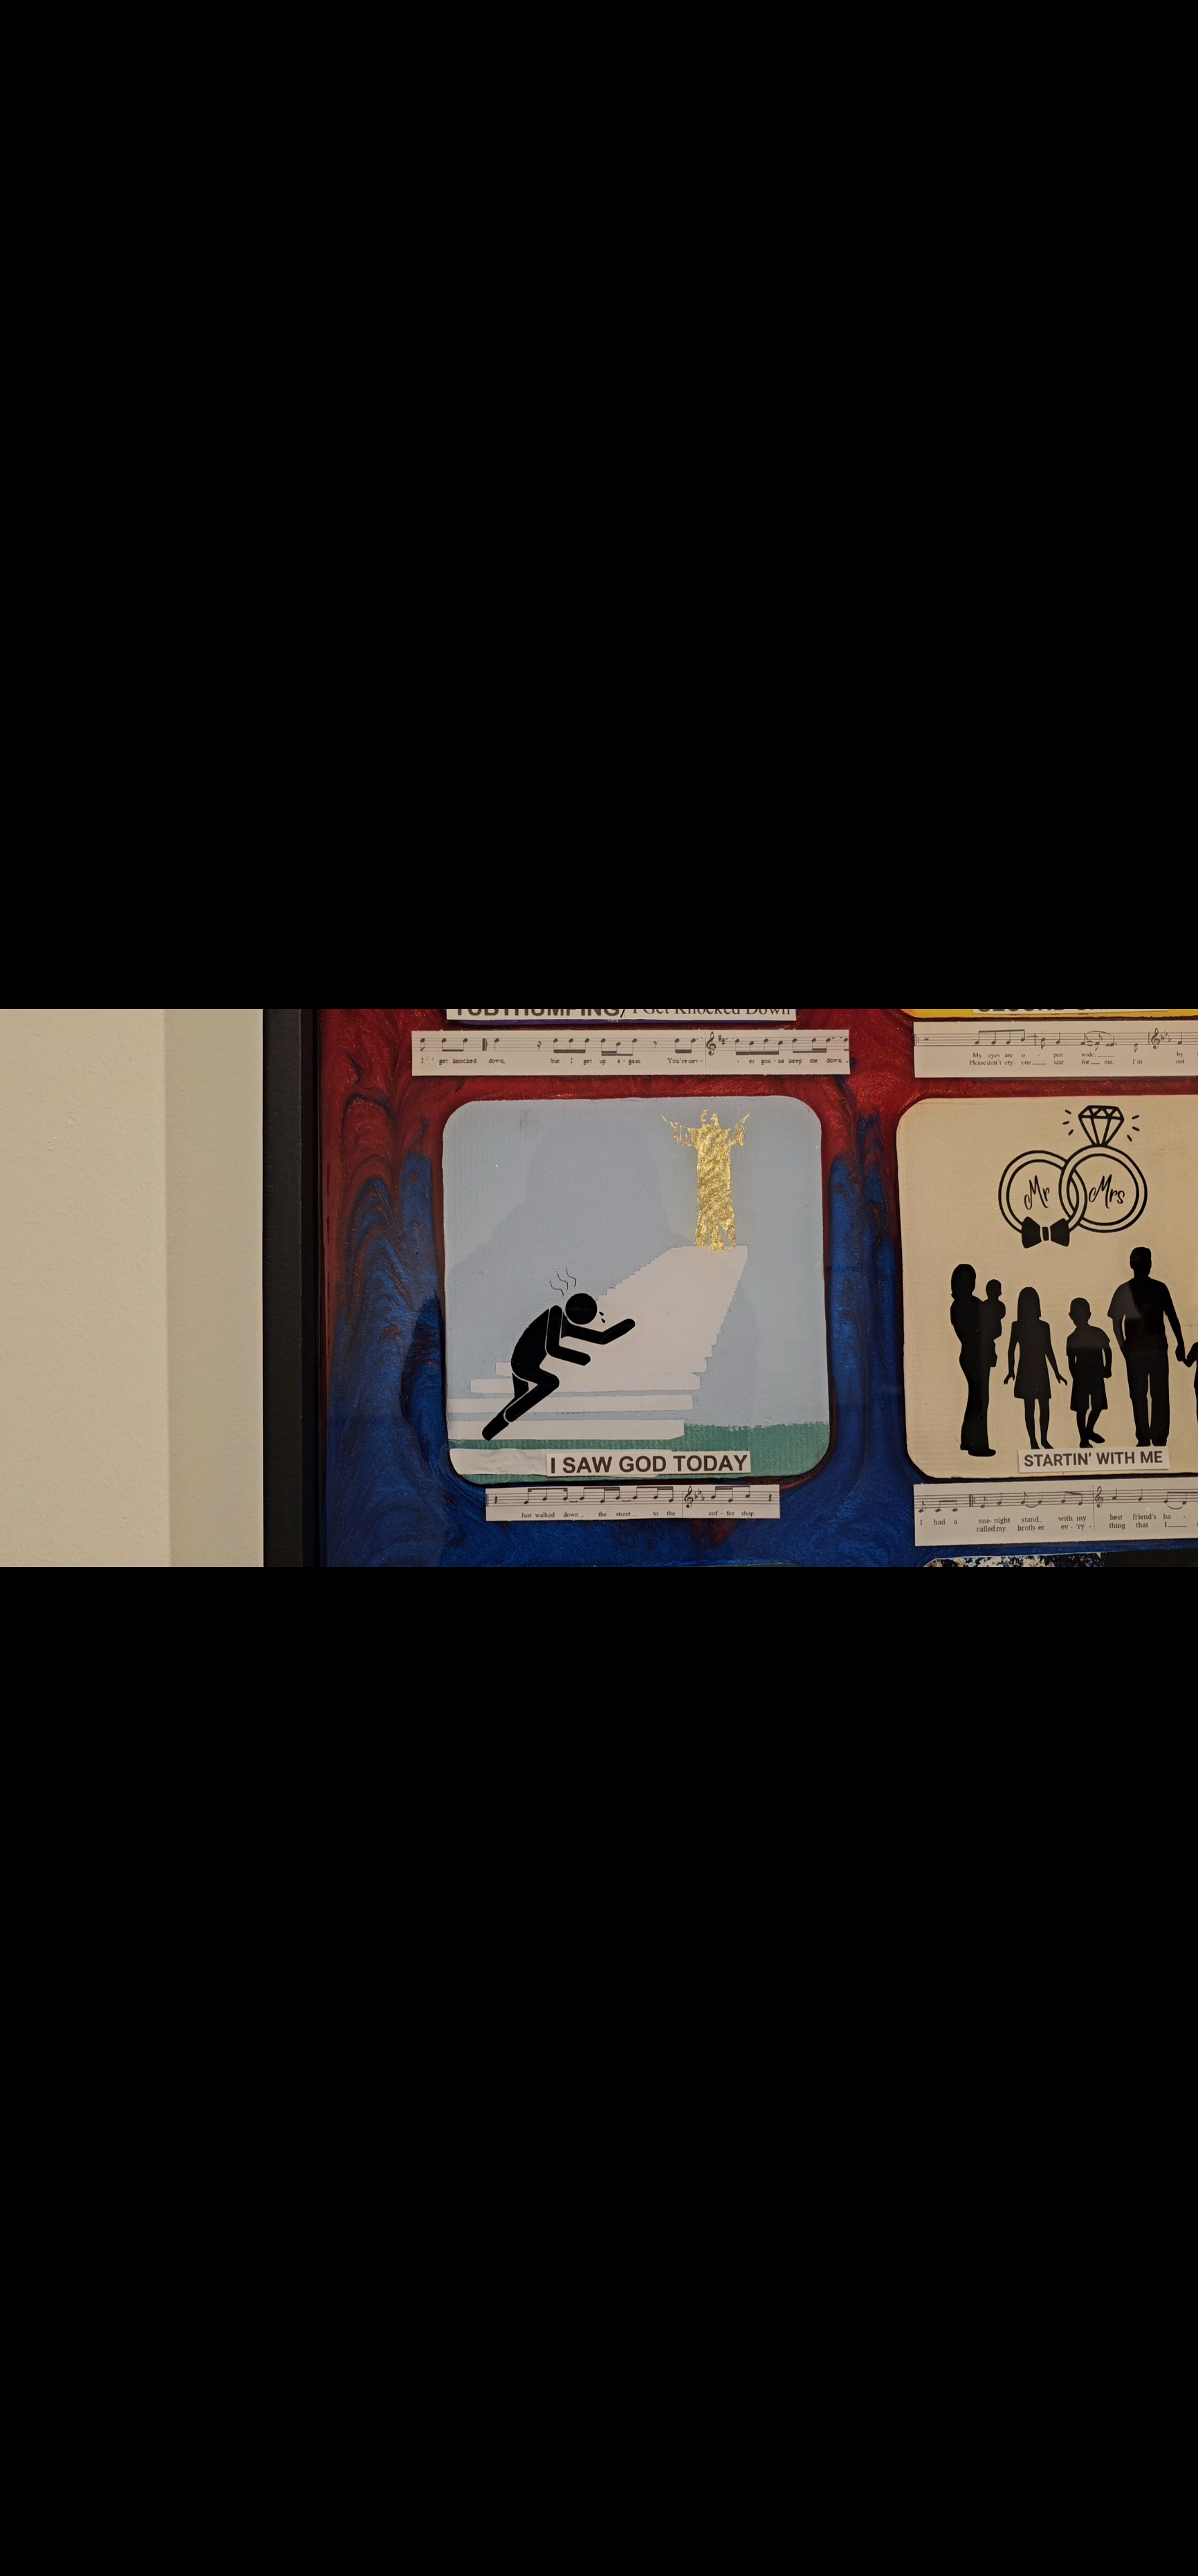 TUBTHUMPING/I Get Knocked Down
I get knocked down, but I get up a - gain. You're nev - - er gon - na keep me down.
My eyes are o - pen wide, by
Please don't cry one tear for me. I'm not
Mr Mrs
I SAW GOD TODAY
STARTIN' WITH ME
Just walked down the street to the cof - fee shop.
I had a one- night stand with my best friend's ba -
called my broth er ev - 'ry - thing that I